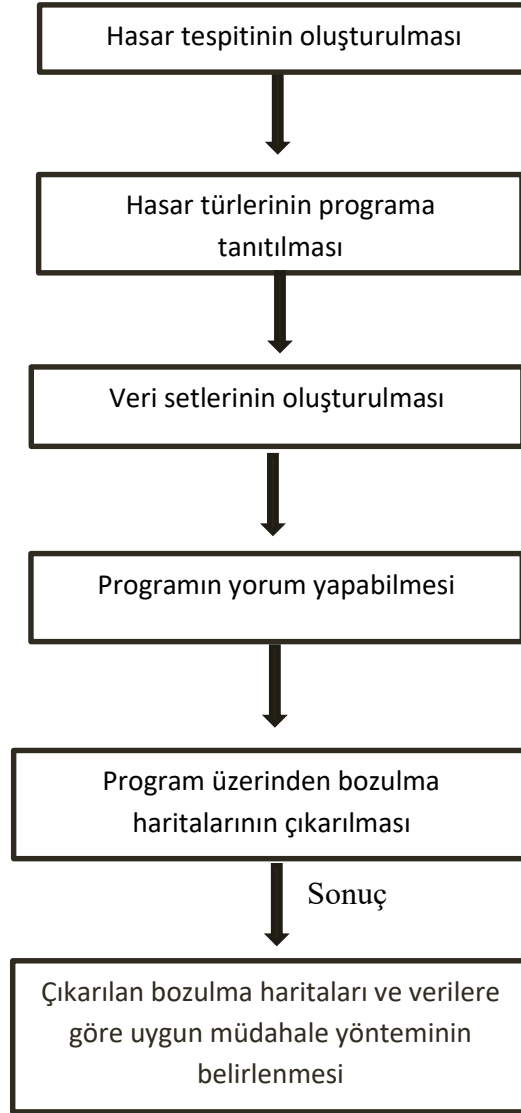 Hasar tespitinin oluşturulması
Hasar türlerinin programa
tanıtılması
Veri setlerinin oluşturulması
Programın yorum yapabilmesi
Program üzerinden bozulma
haritalarının çıkarılması
Sonuç
Çıkarılan bozulma haritaları ve verilere
göre uygun müdahale yönteminin
belirlenmesi